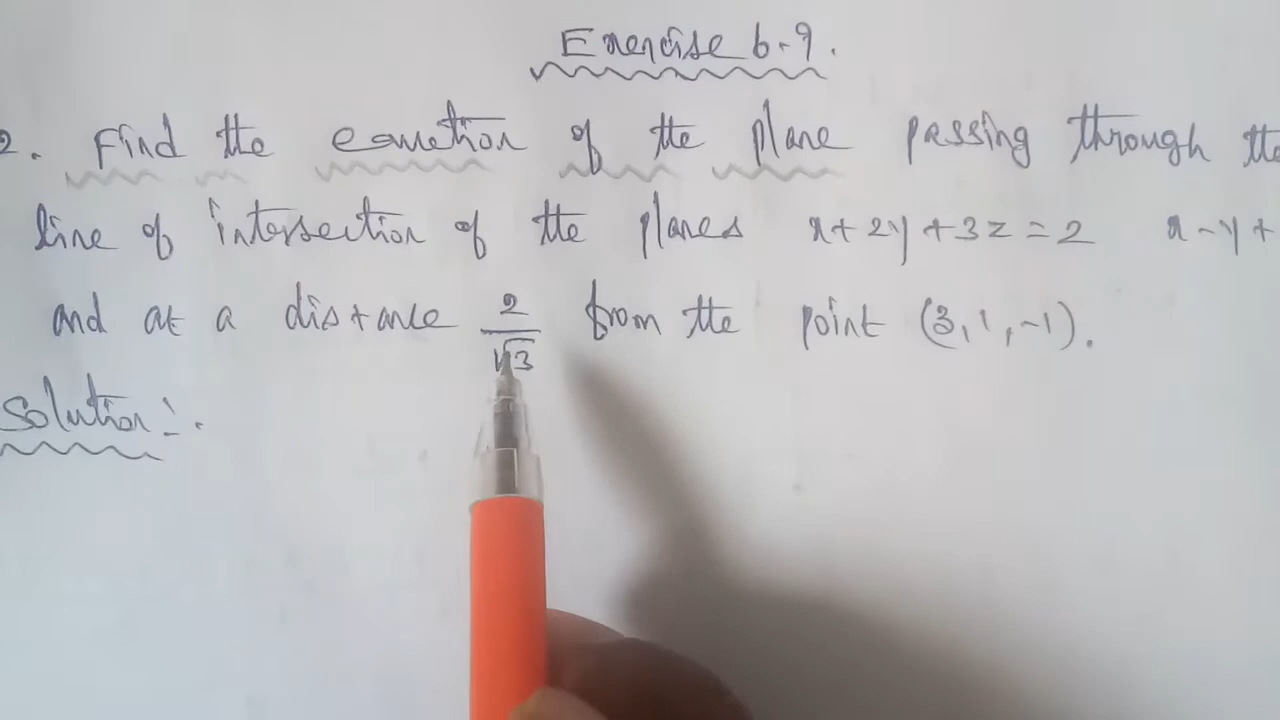 Exercise 6.9.
2. Find the equation of the plane passing through the
line of intersection of the planes x+2y+3z=2 x-y+
and at a distance 2/√3 from the point (3,1,-1).
Solution:-